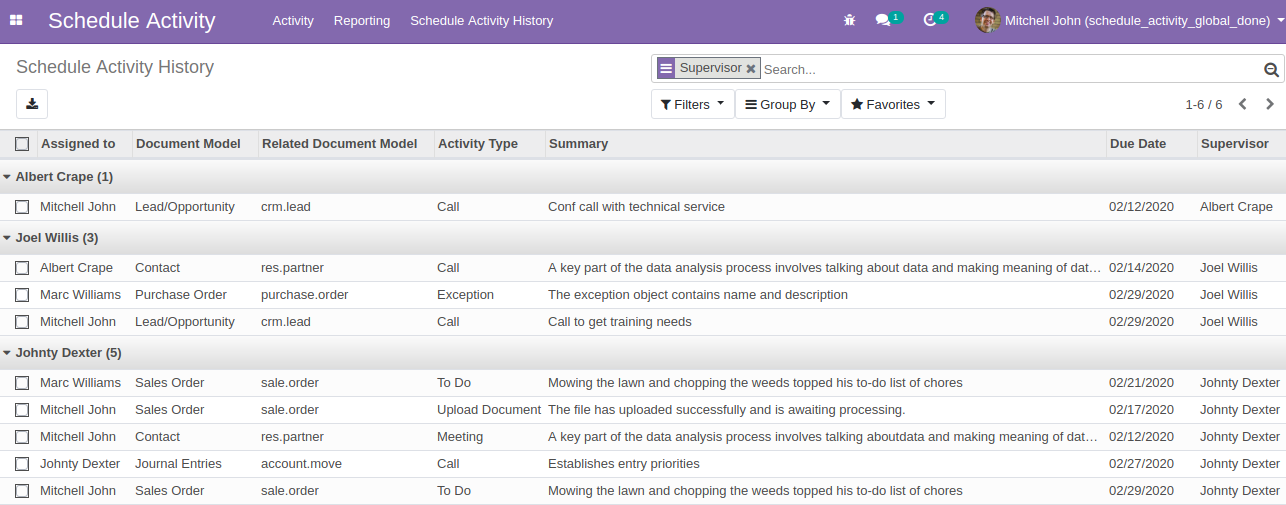 Schedule Activity Activity Reporting Schedule Activity History 1 4 Mitchell John (schedule_activity_global_done)
Schedule Activity History Supervisor Search...
Filters Group By Favorites 1-6 / 6
Assigned to Document Model Related Document Model Activity Type Summary Due Date Supervisor
Albert Crape (1)
Mitchell John Lead/Opportunity crm.lead Call Conf call with technical service 02/12/2020 Albert Crape
Joel Willis (3)
Albert Crape Contact res.partner Call A key part of the data analysis process involves talking about data and making meaning of dat... 02/14/2020 Joel Willis
Marc Williams Purchase Order purchase.order Exception The exception object contains name and description 02/29/2020 Joel Willis
Mitchell John Lead/Opportunity crm.lead Call Call to get training needs 02/29/2020 Joel Willis
Johnty Dexter (5)
Marc Williams Sales Order sale.order To Do Mowing the lawn and chopping the weeds topped his to-do list of chores 02/21/2020 Johnty Dexter
Mitchell John Sales Order sale.order Upload Document The file has uploaded successfully and is awaiting processing. 02/17/2020 Johnty Dexter
Mitchell John Contact res.partner Meeting A key part of the data analysis process involves talking aboutdata and making meaning of dat... 02/12/2020 Johnty Dexter
Johnty Dexter Journal Entries account.move Call Establishes entry priorities 02/27/2020 Johnty Dexter
Mitchell John Sales Order sale.order To Do Mowing the lawn and chopping the weeds topped his to-do list of chores 02/29/2020 Johnty Dexter